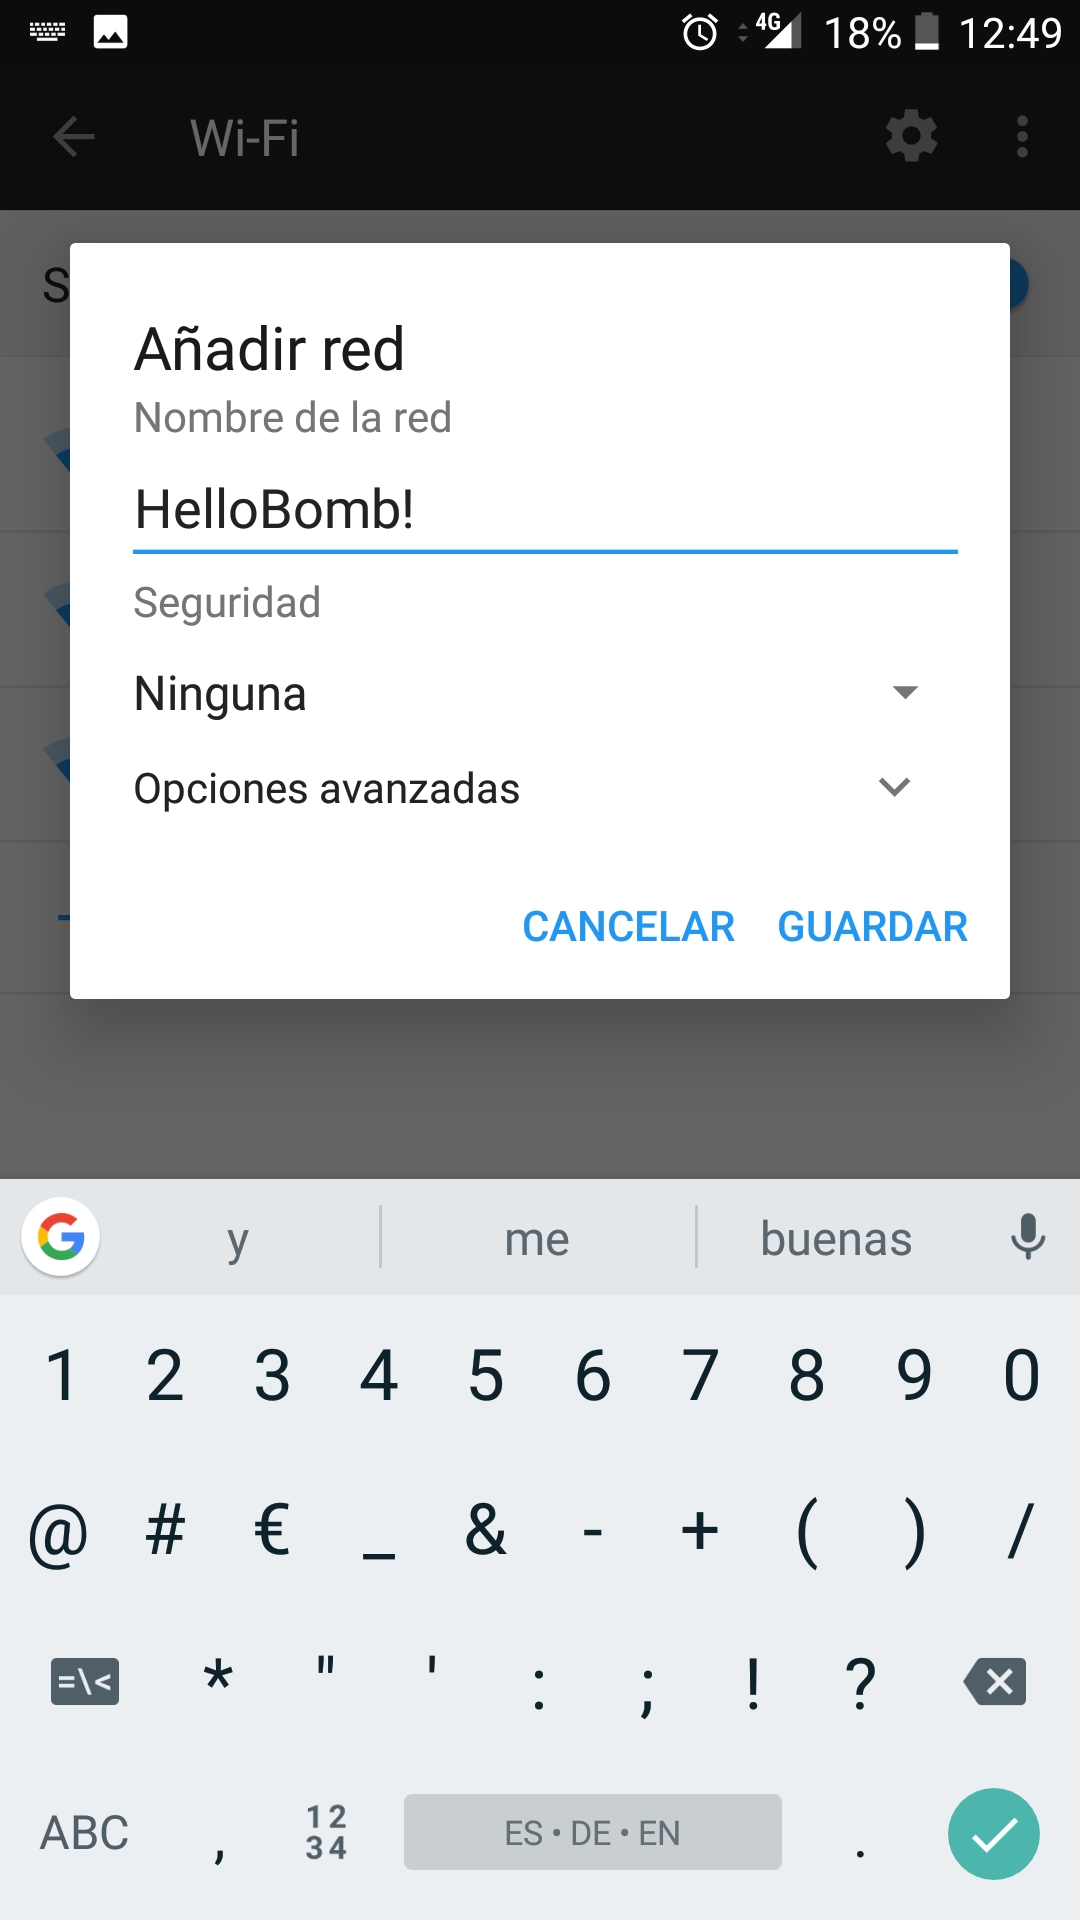 4G 18% 12:49
Wi-Fi
S
Añadir red
Nombre de la red
HelloBomb!
Seguridad
Ninguna
Opciones avanzadas
CANCELAR GUARDAR
y me buenas
1 2 3 4 5 6 7 8 9 0
@ # € _ & - + ( ) /
=\< * " ' : ; ! ?
ABC , 12 34 ES • DE • EN .